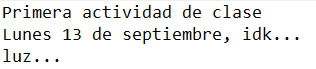 Primera actividad de clase
Lunes 13 de septiembre, idk...
luz...